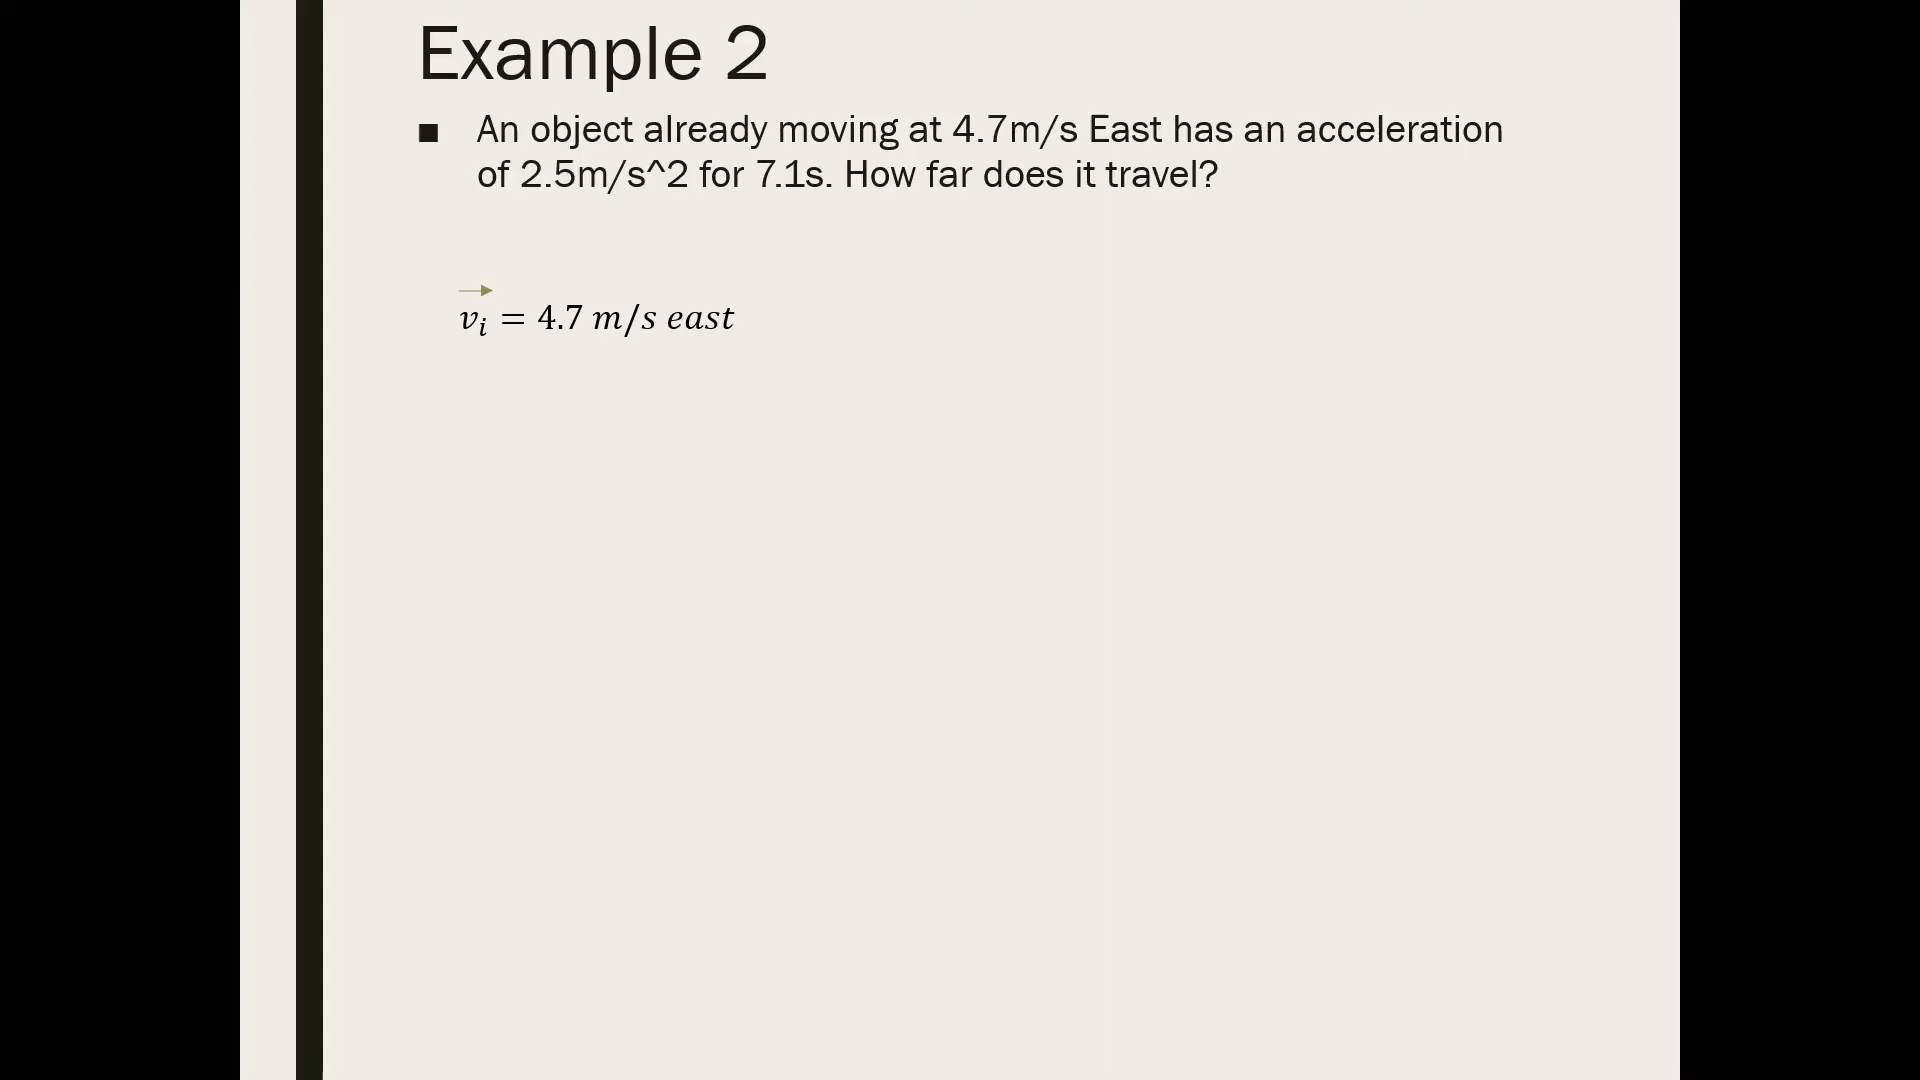 Example 2
■ An object already moving at 4.7m/s East has an acceleration
of 2.5m/s^2 for 7.1s. How far does it travel?
$\overrightarrow{v_i} = 4.7\ m/s\ east$